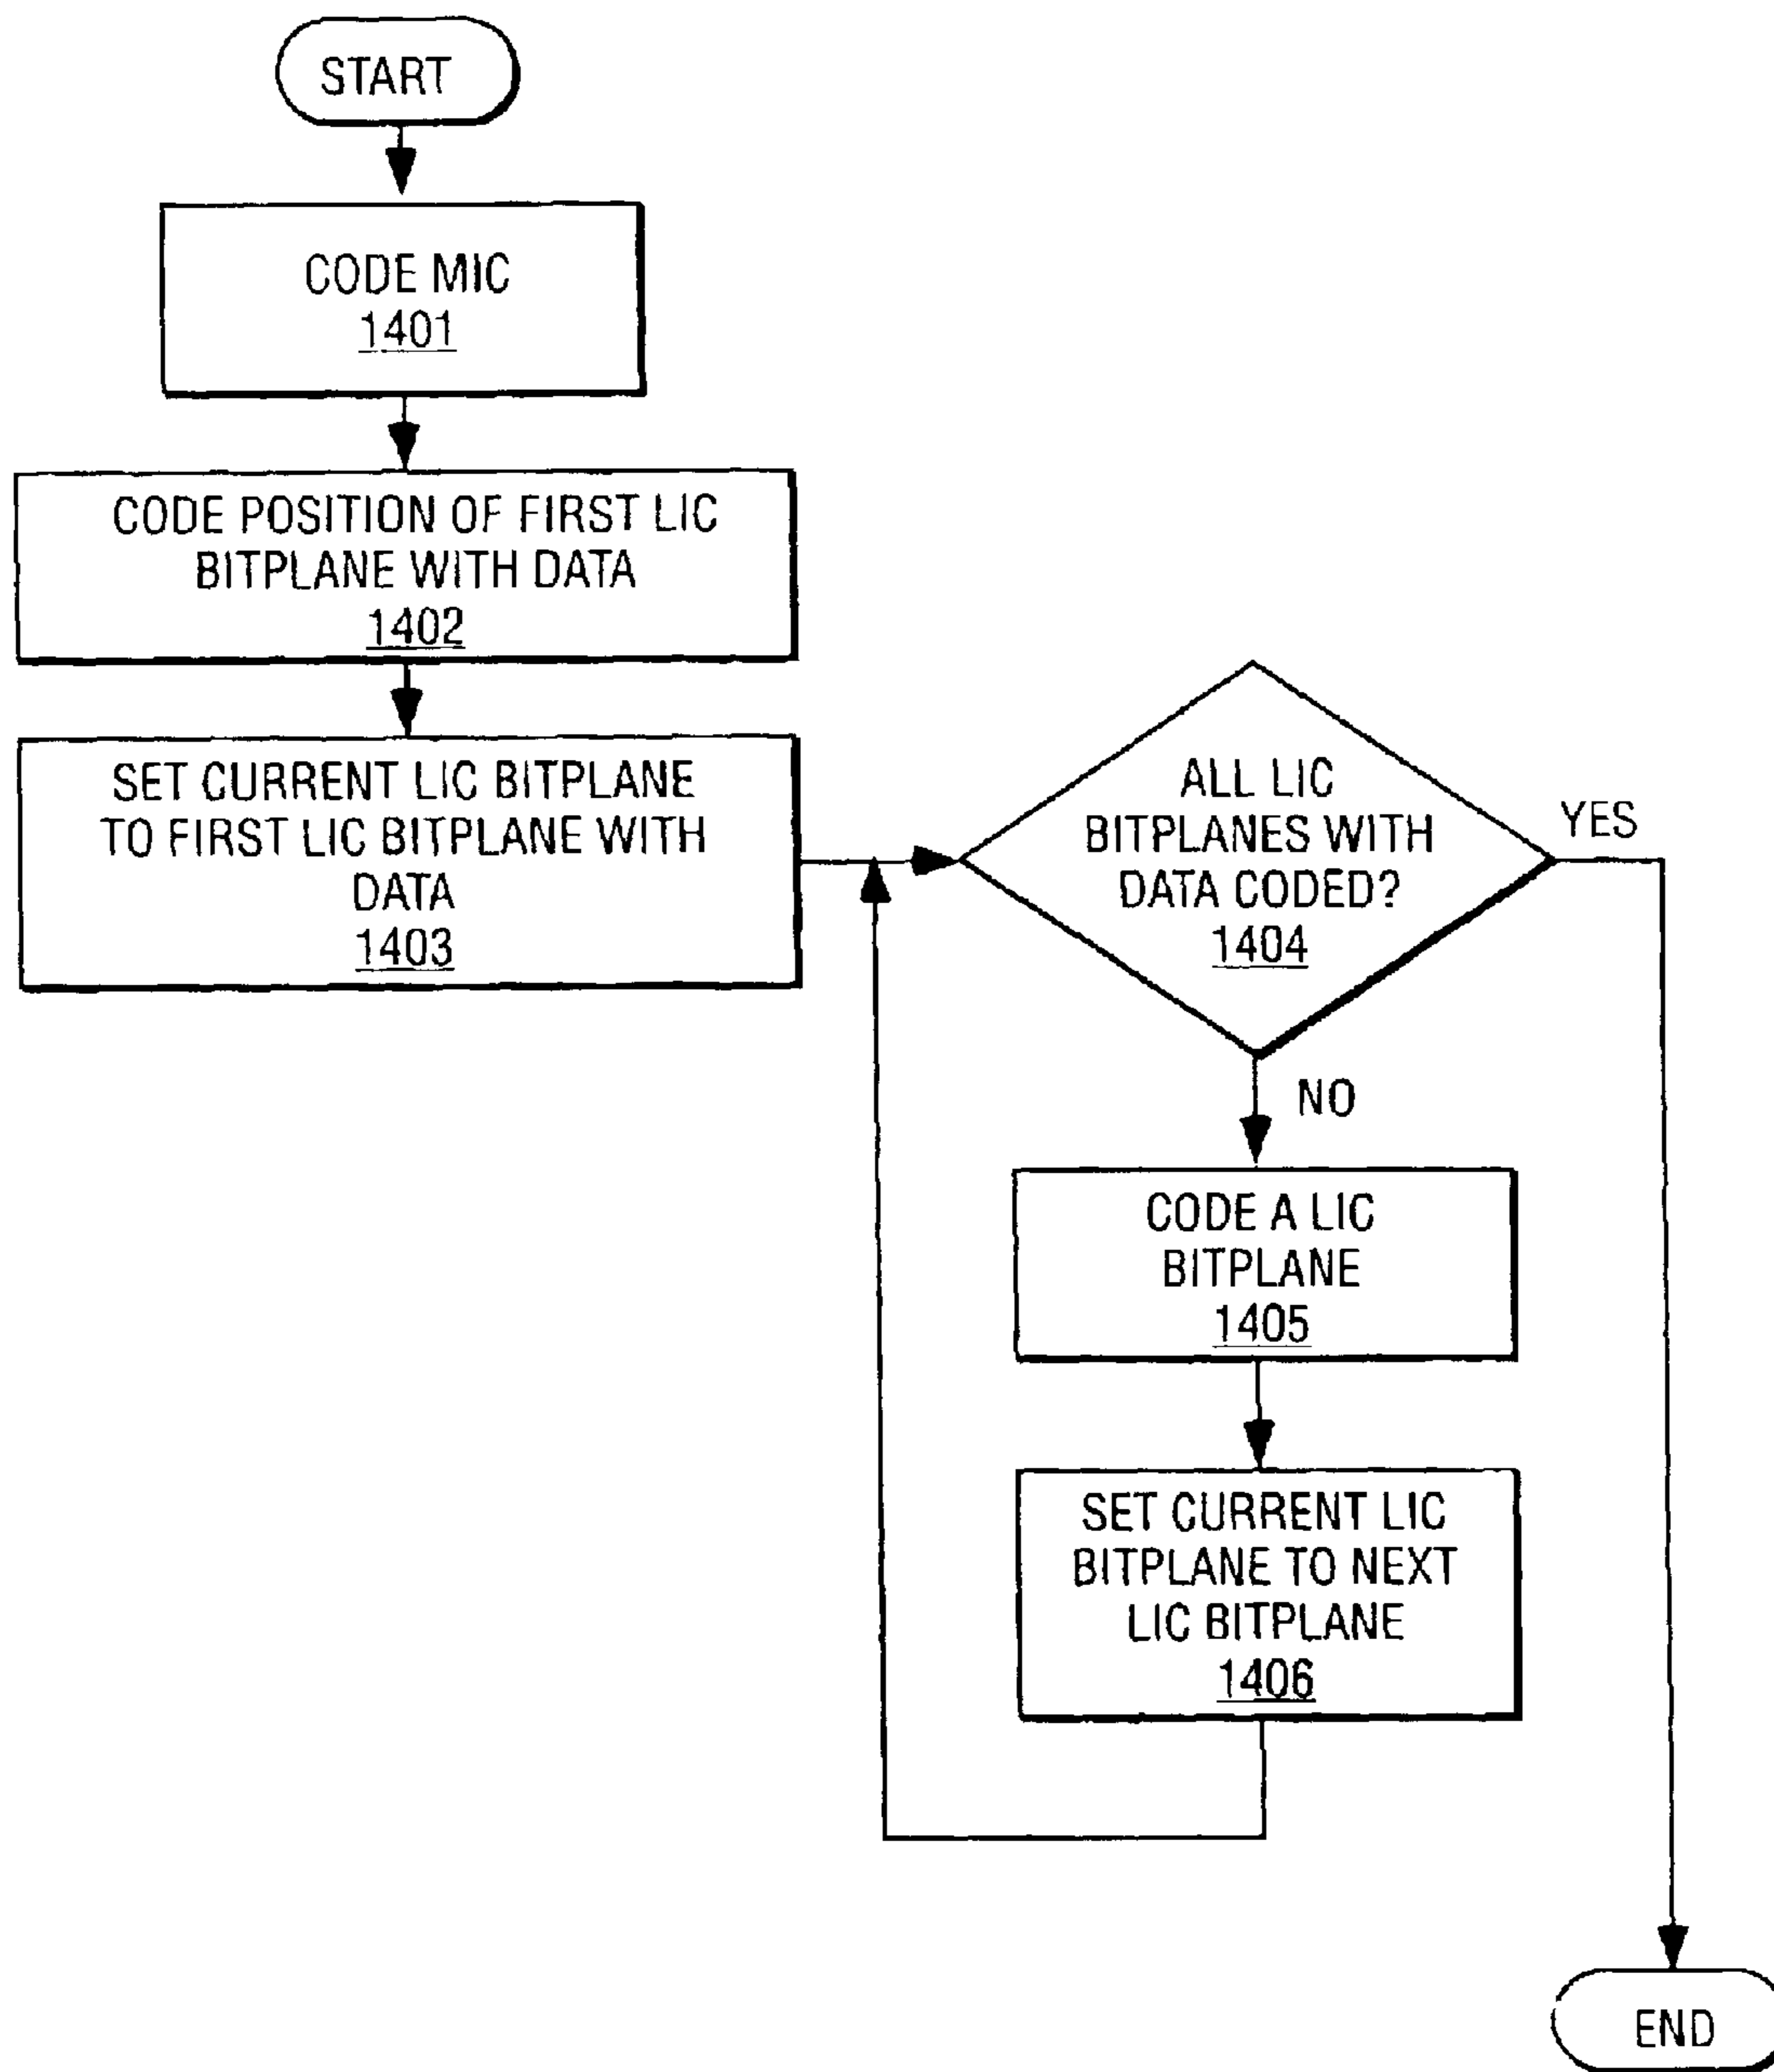 START
CODE MIC
1401
CODE POSITION OF FIRST LIC
BITPLANE WITH DATA
1402
SET CURRENT LIC BITPLANE
TO FIRST LIC BITPLANE WITH
DATA
1403
ALL LIC
BITPLANES WITH
DATA CODED?
1404
YES
NO
CODE A LIC
BITPLANE
1405
SET CURRENT LIC
BITPLANE TO NEXT
LIC BITPLANE
1406
END